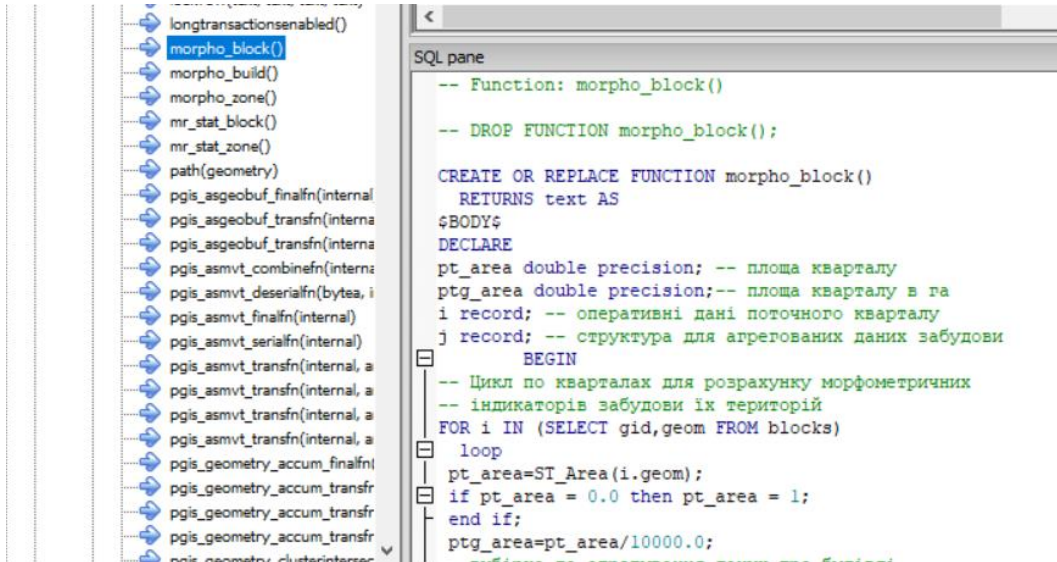 longtransactionsenabled()
morpho_block()
morpho_build()
morpho_zone()
mr_stat_block()
mr_stat_zone()
path(geometry)
pgis_asgeobuf_finalfn(internal
pgis_asgeobuf_transfn(interna
pgis_asgeobuf_transfn(interna
pgis_asmvt_combinefn(interna
pgis_asmvt_deserialfn(bytea, i
pgis_asmvt_finalfn(internal)
pgis_asmvt_serialfn(internal)
pgis_asmvt_transfn(internal, a
pgis_asmvt_transfn(internal, a
pgis_asmvt_transfn(internal, a
pgis_asmvt_transfn(internal, a
pgis_geometry_accum_finalfn(
pgis_geometry_accum_transfr
pgis_geometry_accum_transfr
pgis_geometry_accum_transfr
SQL pane
-- Function: morpho_block()
-- DROP FUNCTION morpho_block();
CREATE OR REPLACE FUNCTION morpho_block()
RETURNS text AS
$BODY$
DECLARE
pt_area double precision; -- площа кварталу
ptg_area double precision;-- площа кварталу в га
i record; -- оперативні дані поточного кварталу
j record; -- структура для агрегованих даних забудови
BEGIN
-- Цикл по кварталах для розрахунку морфометричних
-- індикаторів забудови їх територій
FOR i IN (SELECT gid,geom FROM blocks)
loop
pt_area=ST_Area(i.geom);
if pt_area = 0.0 then pt_area = 1;
end if;
ptg_area=pt_area/10000.0;